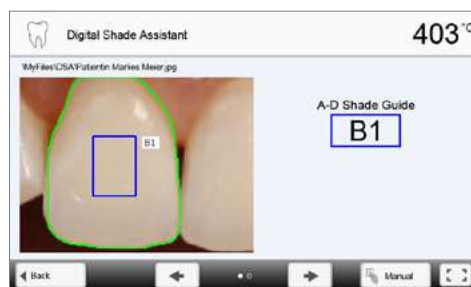 Digital Shade Assistant
403 °C
\MyFiles\DSA\Patientin Marlies Meier.jpg
A-D Shade Guide
B1
B1
Back
Manual